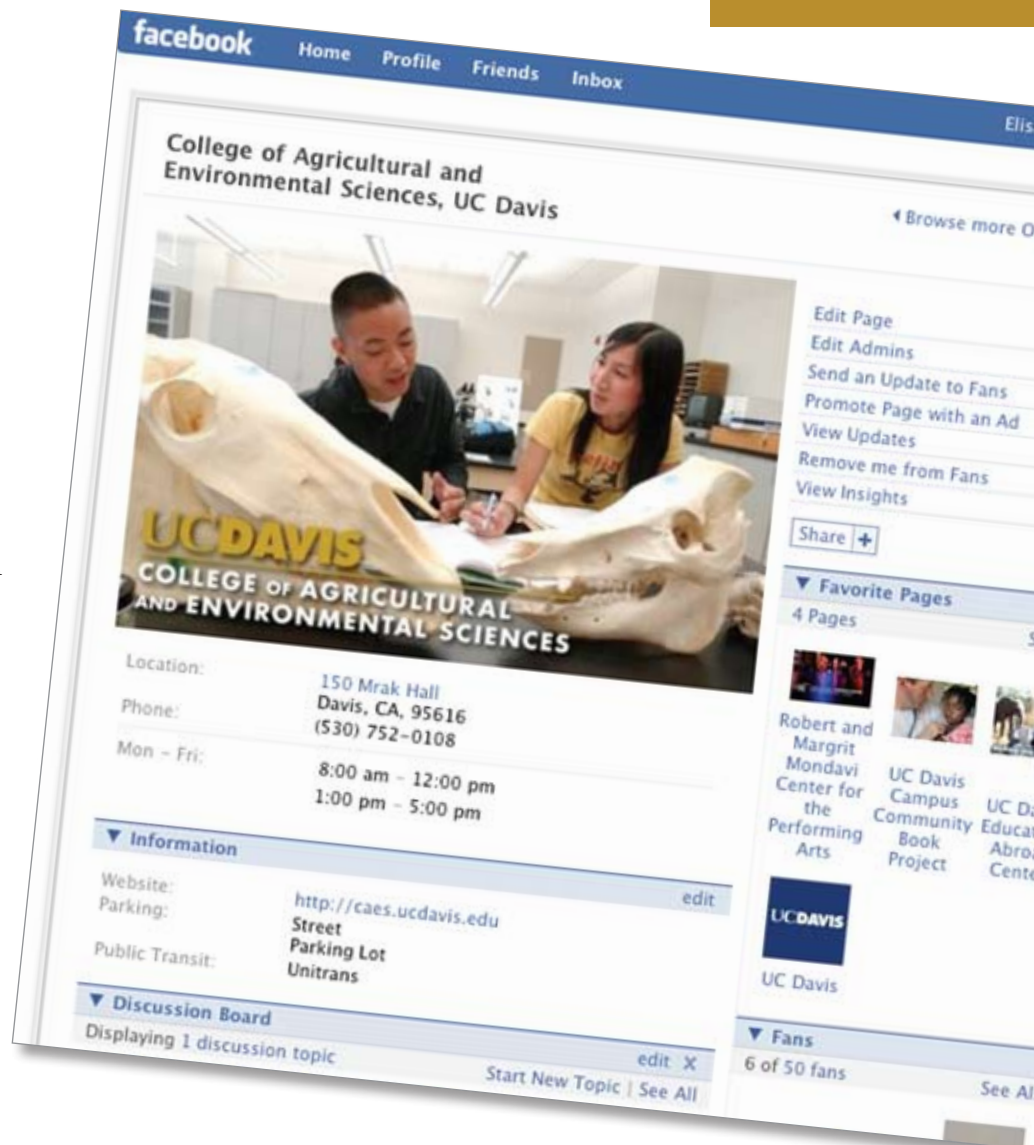 facebook Home Profile Friends Inbox
College of Agricultural and
Environmental Sciences, UC Davis
Browse more
UCDAVIS
COLLEGE OF AGRICULTURAL
AND ENVIRONMENTAL SCIENCES
Location: 150 Mrak Hall
Davis, CA, 95616
Phone: (530) 752-0108
Mon - Fri: 8:00 am - 12:00 pm
1:00 pm - 5:00 pm
Information edit
Website: http://caes.ucdavis.edu
Parking: Street
Parking Lot
Public Transit: Unitrans
Discussion Board edit X
Displaying 1 discussion topic Start New Topic | See All
Edit Page
Edit Admins
Send an Update to Fans
Promote Page with an Ad
View Updates
Remove me from Fans
View Insights
Share +
Favorite Pages
4 Pages
Robert and
Margrit
Mondavi
Center for
the
Performing
Arts
UC Davis
Campus
Community
Book
Project
UC
UCDAVIS
UC Davis
Fans
6 of 50 fans See